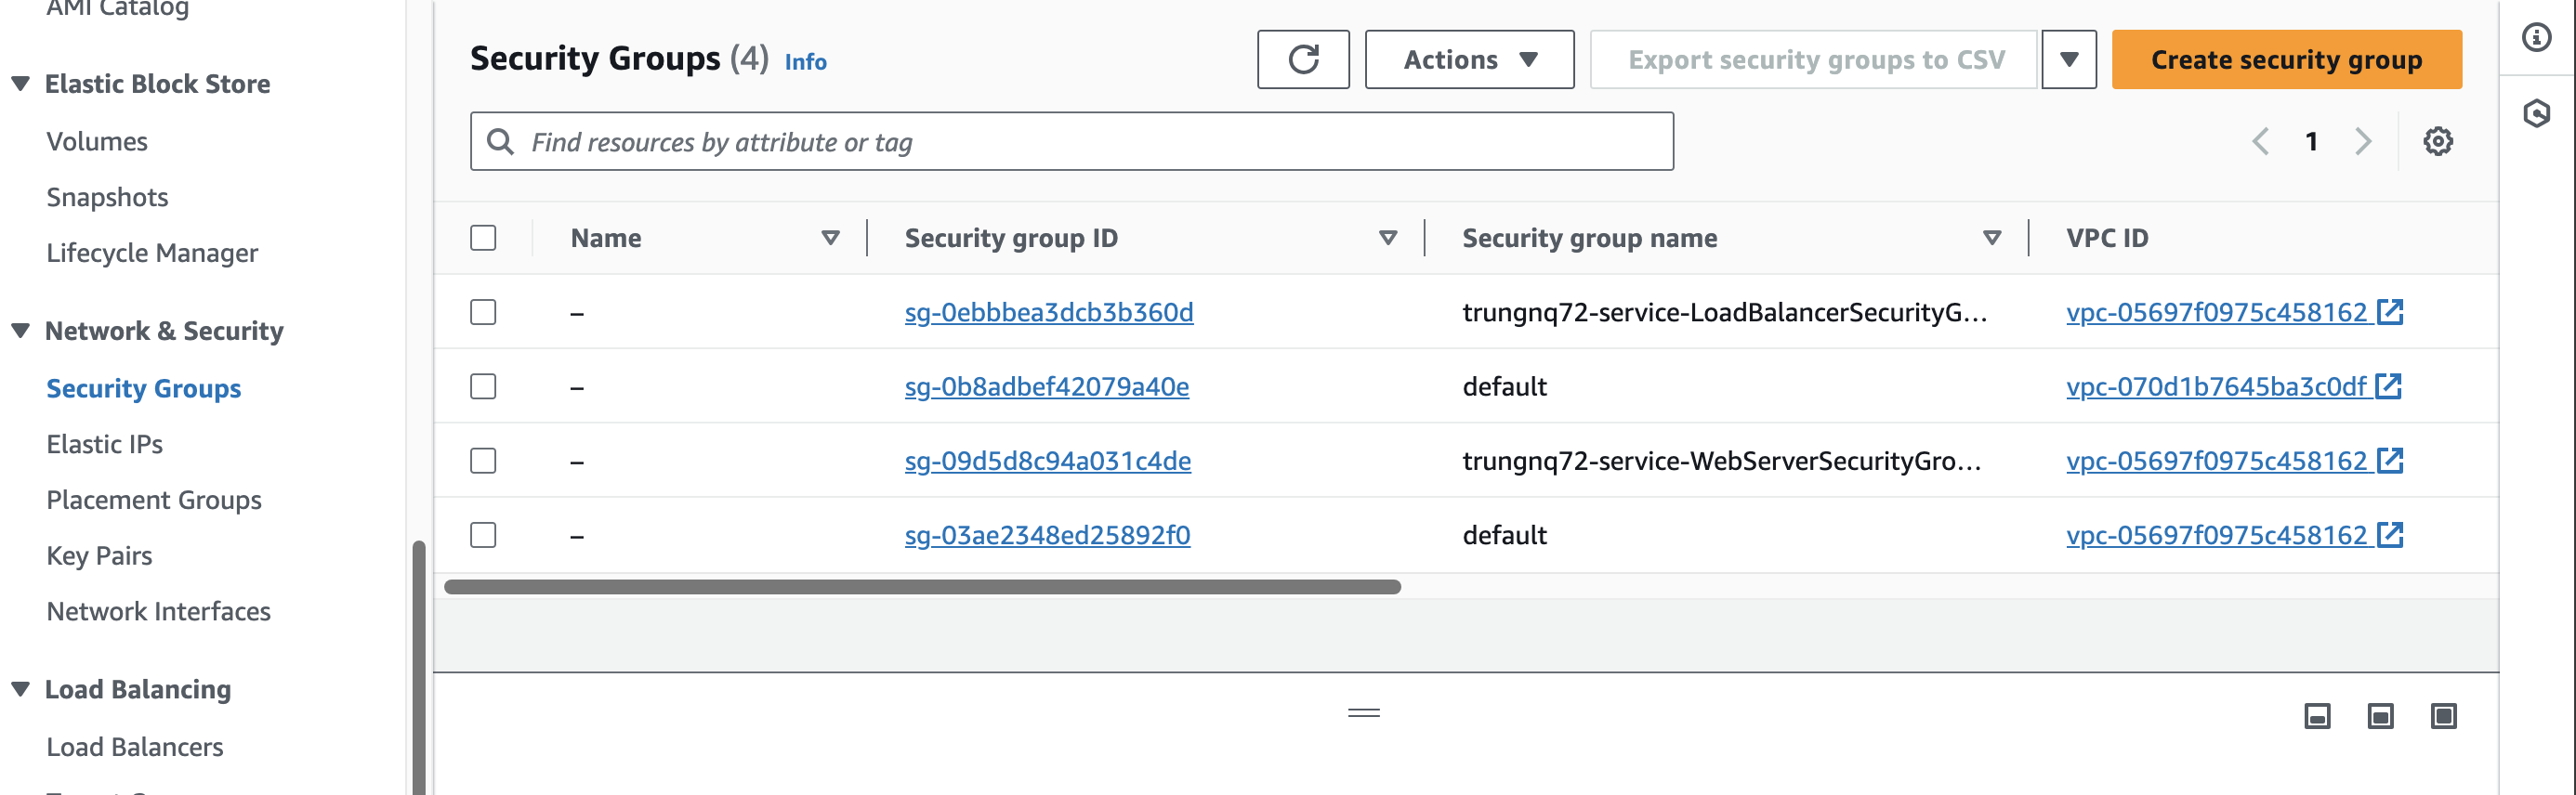 AMI Catalog
Elastic Block Store
Volumes
Snapshots
Lifecycle Manager
Network & Security
Security Groups
Elastic IPs
Placement Groups
Key Pairs
Network Interfaces
Load Balancing
Load Balancers
Security Groups (4) Info
Actions
Export security groups to CSV
Create security group
Find resources by attribute or tag
1
Name Security group ID Security group name VPC ID
– sg-0ebbbea3dcb3b360d trungnq72-service-LoadBalancerSecurityG... vpc-05697f0975c458162
– sg-0b8adbef42079a40e default vpc-070d1b7645ba3c0df
– sg-09d5d8c94a031c4de trungnq72-service-WebServerSecurityGro... vpc-05697f0975c458162
– sg-03ae2348ed25892f0 default vpc-05697f0975c458162